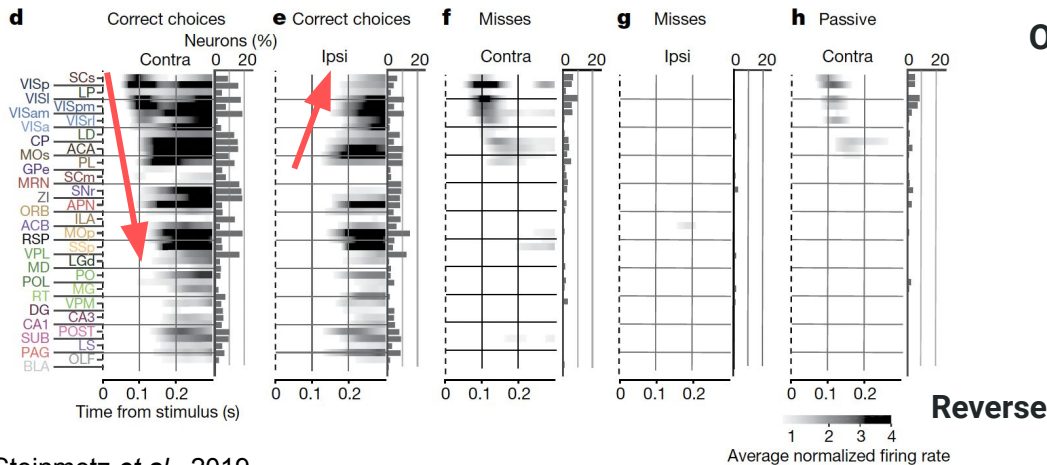 d Correct choices
e Correct choices
f Misses
g Misses
h Passive
O
Neurons (%)
Contra 0 20
Ipsi 0 20
Contra 0 20
Ipsi 0 20
Contra 0 20
SCs
VISp
LP
VISl
VISpm
VISam
VISrl
VISa
LD
CP
ACA
MOs
PL
GPe
SCm
MRN
SNr
ZI
APN
ORB
ILA
ACB
MOp
RSP
SSp
VPL
LGd
MD
PO
POL
MG
RT
VPM
DG
CA3
CA1
POST
SUB
LS
PAG
OLF
BLA
0 0.1 0.2
0 0.1 0.2
0 0.1 0.2
0 0.1 0.2
0 0.1 0.2
Time from stimulus (s)
Reverse
1 2 3 4
Average normalized firing rate
Steinmetz et al., 2019